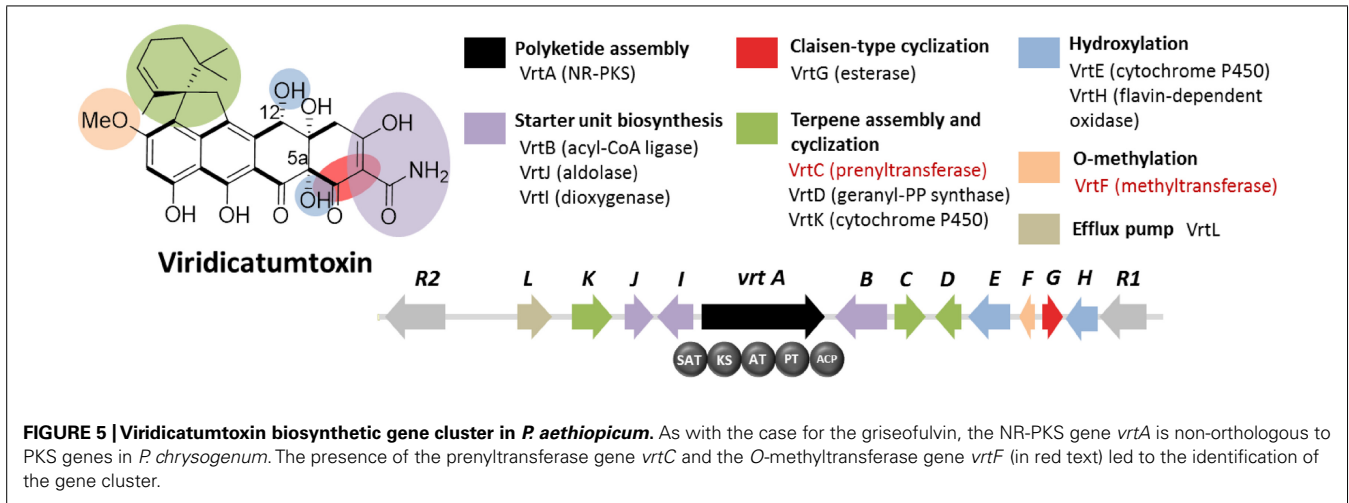 OH
12
OH
MeO
OH
5a
NH₂
OH
OH
OH
O
O
O
Viridicatumtoxin
Polyketide assembly
VrtA (NR-PKS)
Starter unit biosynthesis
VrtB (acyl-CoA ligase)
VrtJ (aldolase)
VrtI (dioxygenase)
Claisen-type cyclization
VrtG (esterase)
Terpene assembly and
cyclization
VrtC (prenyltransferase)
VrtD (geranyl-PP synthase)
VrtK (cytochrome P450)
Hydroxylation
VrtE (cytochrome P450)
VrtH (flavin-dependent
oxidase)
O-methylation
VrtF (methyltransferase)
Efflux pump VrtL
R2 L K J I vrt A B C D E F G H R1
SAT KS AT PT ACP
FIGURE 5 | Viridicatumtoxin biosynthetic gene cluster in P. aethiopicum. As with the case for the griseofulvin, the NR-PKS gene vrtA is non-orthologous to
PKS genes in P. chrysogenum. The presence of the prenyltransferase gene vrtC and the O-methyltransferase gene vrtF (in red text) led to the identification of
the gene cluster.